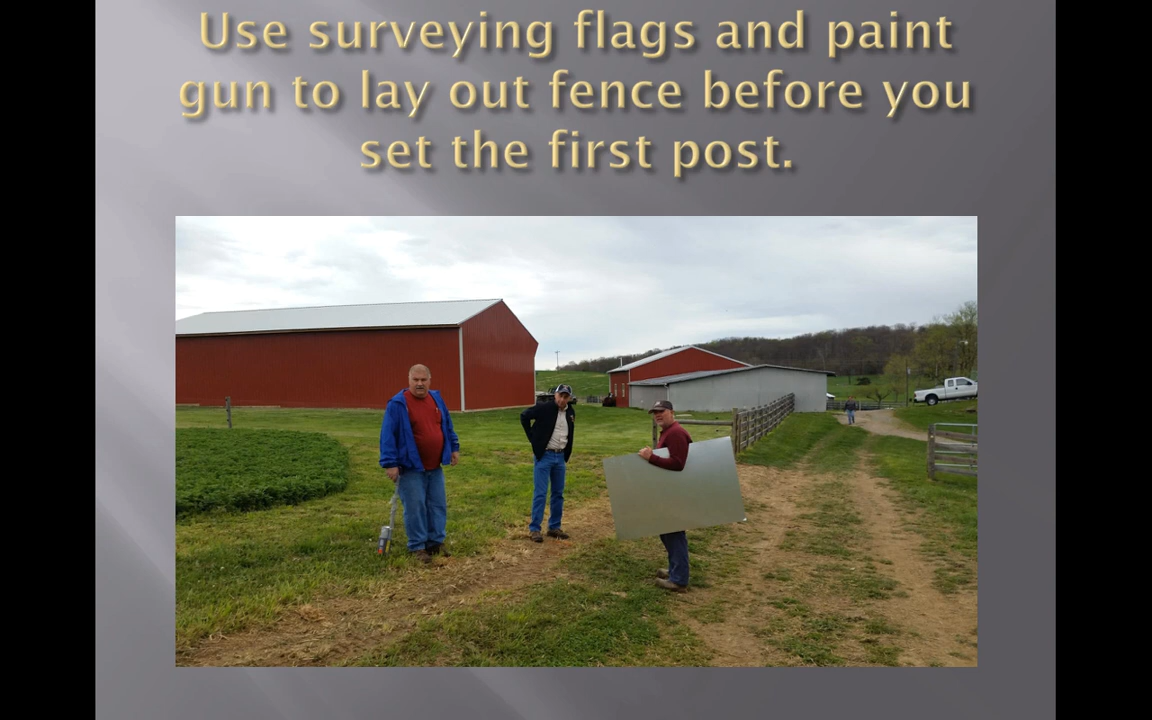 Use surveying flags and paint
gun to lay out fence before you
set the first post.